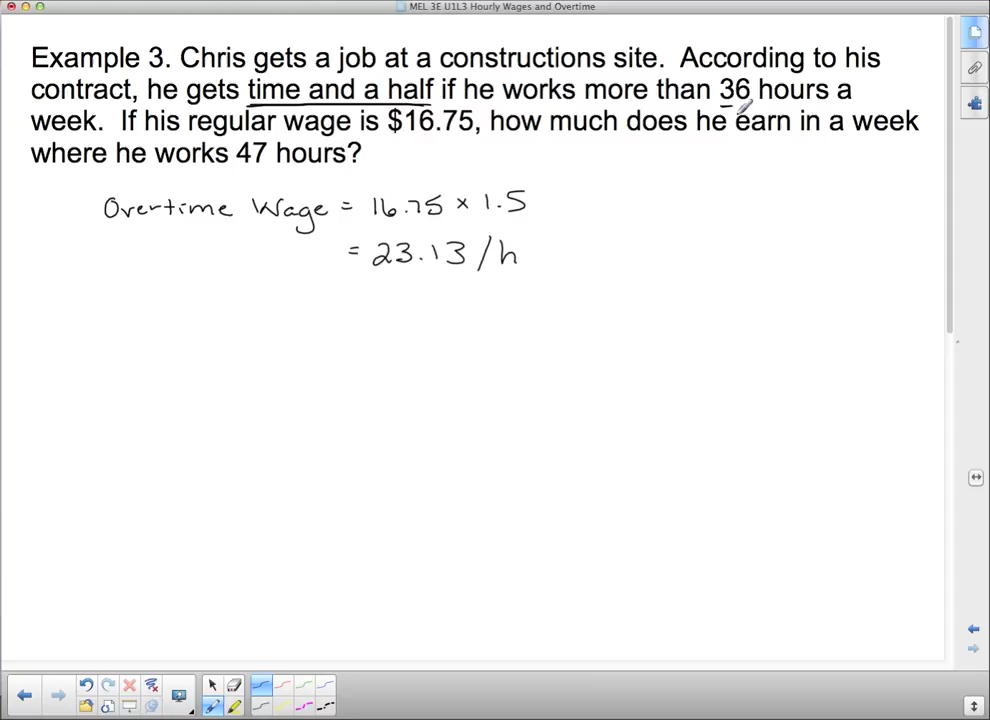 MEL 3E U1L3 Hourly Wages and Overtime
Example 3. Chris gets a job at a constructions site. According to his
contract, he gets time and a half if he works more than 36 hours a
week. If his regular wage is $16.75, how much does he earn in a week
where he works 47 hours?
Overtime Wage = 16.75 × 1.5
= 23.13 / h